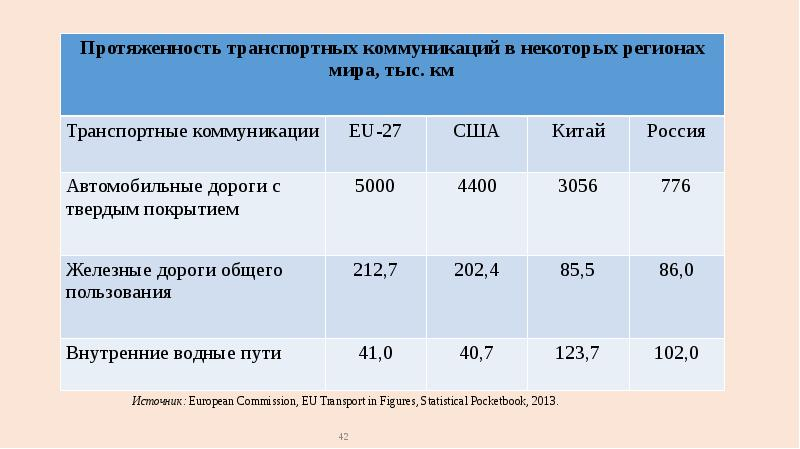 Протяженность транспортных коммуникаций в некоторых регионах
мира, тыс. км
Транспортные коммуникации EU-27 США Китай Россия
Автомобильные дороги с 5000 4400 3056 776
твердым покрытием
Железные дороги общего 212,7 202,4 85,5 86,0
пользования
Внутренние водные пути 41,0 40,7 123,7 102,0
Источник: European Commission, EU Transport in Figures, Statistical Pocketbook, 2013.
42